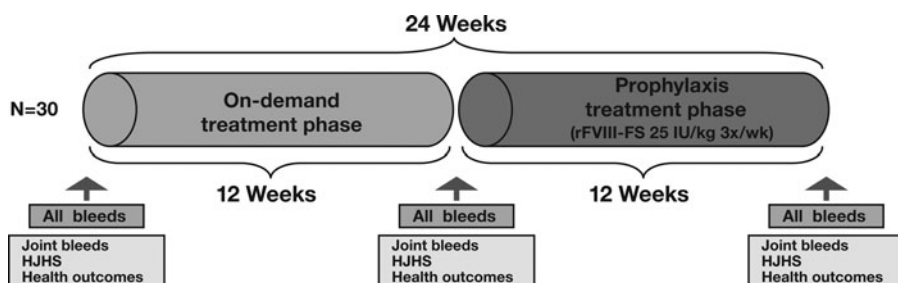 24 Weeks
N=30
On-demand
treatment phase
Prophylaxis
treatment phase
(rFVIII-FS 25 IU/kg 3x/wk)
12 Weeks
12 Weeks
All bleeds
Joint bleeds
HJHS
Health outcomes
All bleeds
Joint bleeds
HJHS
Health outcomes
All bleeds
Joint bleeds
HJHS
Health outcomes